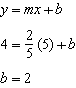 y = mx + b
4 = 2/5 (5) + b
b = 2